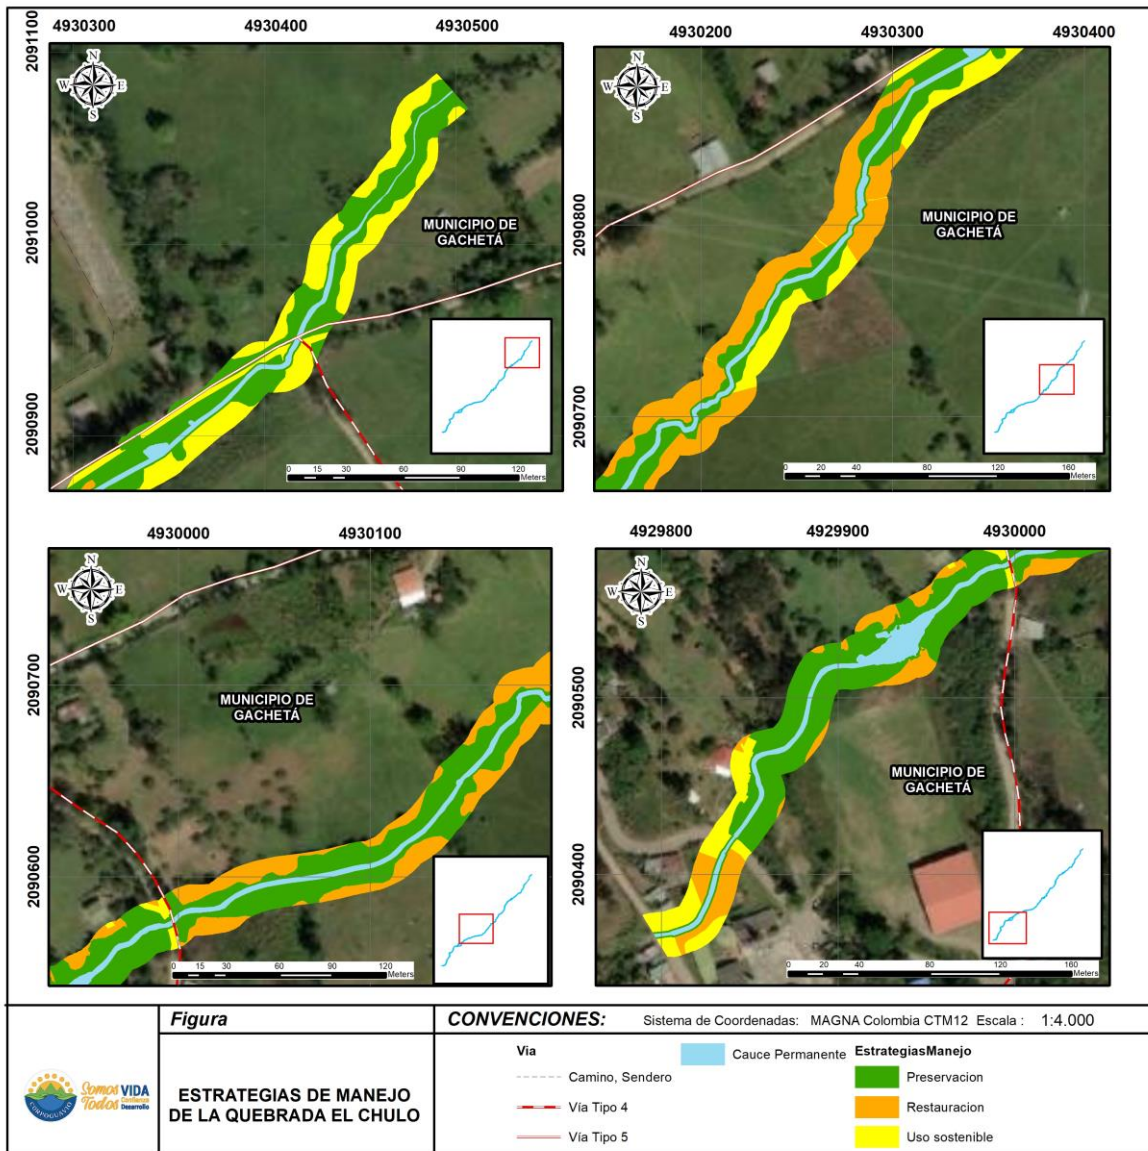 4930300 4930400 4930500
2091100
2091000
2090900
N
W E
S
MUNICIPIO DE
GACHETÁ
0 15 30 60 90 120
Meters
4930200 4930300 4930400
2090800
2090700
N
W E
S
MUNICIPIO DE
GACHETÁ
0 20 40 80 120 160
Meters
4930000 4930100
2090700
2090600
N
W E
S
MUNICIPIO DE
GACHETÁ
0 15 30 60 90 120
Meters
4929800 4929900 4930000
2090500
2090400
N
W E
S
MUNICIPIO DE
GACHETÁ
0 20 40 80 120 160
Meters
CORPOGUAVIO
Somos VIDA
Todos Confianza
Desarrollo
Figura
ESTRATEGIAS DE MANEJO
DE LA QUEBRADA EL CHULO
CONVENCIONES: Sistema de Coordenadas: MAGNA Colombia CTM12 Escala : 1:4.000
Via
Camino, Sendero
Vía Tipo 4
Vía Tipo 5
Cauce Permanente
EstrategiasManejo
Preservacion
Restauracion
Uso sostenible